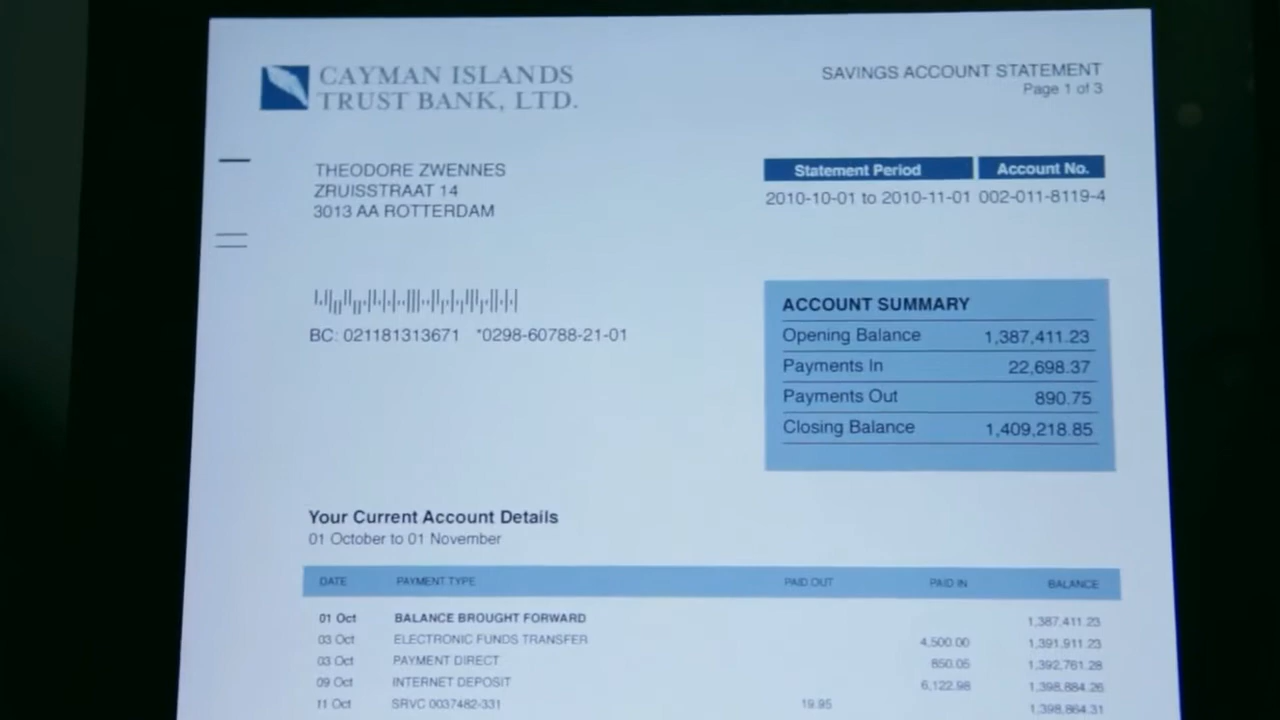 CAYMAN ISLANDS
TRUST BANK, LTD.
SAVINGS ACCOUNT STATEMENT
Page 1 of 3
THEODORE ZWENNES
ZRUISSTRAAT 14
3013 AA ROTTERDAM
Statement Period Account No.
2010-10-01 to 2010-11-01 002-011-8119-4
BC: 021181313671 *0298-60788-21-01
ACCOUNT SUMMARY
Opening Balance 1,387,411.23
Payments In 22,698.37
Payments Out 890.75
Closing Balance 1,409,218.85
Your Current Account Details
01 October to 01 November
DATE PAYMENT TYPE PAID OUT PAID IN BALANCE
01 Oct BALANCE BROUGHT FORWARD 1,387,411.23
03 Oct ELECTRONIC FUNDS TRANSFER 4,500.00 1,391,911.23
03 Oct PAYMENT DIRECT 850.05 1,392,761.28
09 Oct INTERNET DEPOSIT 6,122.98 1,398,884.26
11 Oct SRVC 0037482-331 19.95 1,398,864.31